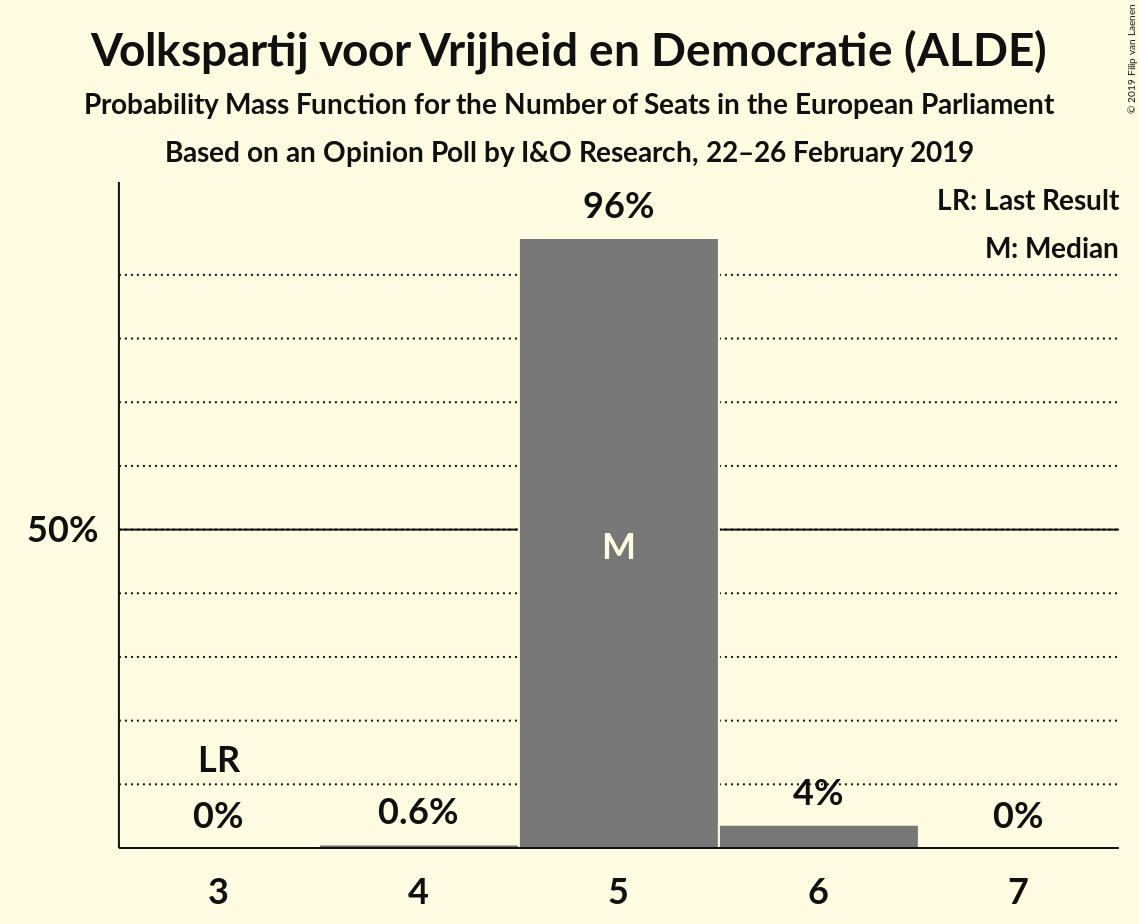 Volkspartij voor Vrijheid en Democratie (ALDE)
Probability Mass Function for the Number of Seats in the European Parliament
Based on an Opinion Poll by I&O Research, 22–26 February 2019
© 2019 Filip van Laenen
LR: Last Result
M: Median
96%
50%
M
LR
0%
0.6%
4%
0%
3
4
5
6
7